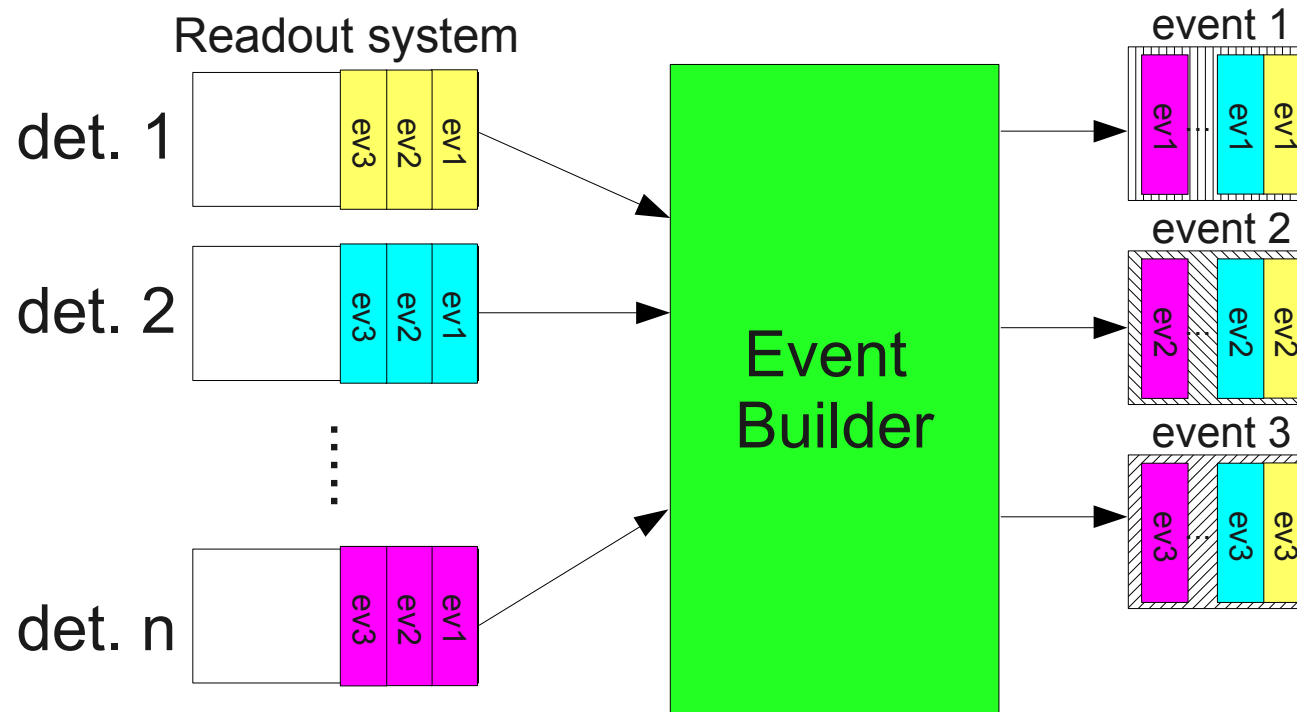 Readout system
det. 1
ev3
ev2
ev1
det. 2
ev3
ev2
ev1
det. n
ev3
ev2
ev1
Event
Builder
event 1
ev1
...
ev1
ev1
event 2
ev2
...
ev2
ev2
event 3
ev3
...
ev3
ev3